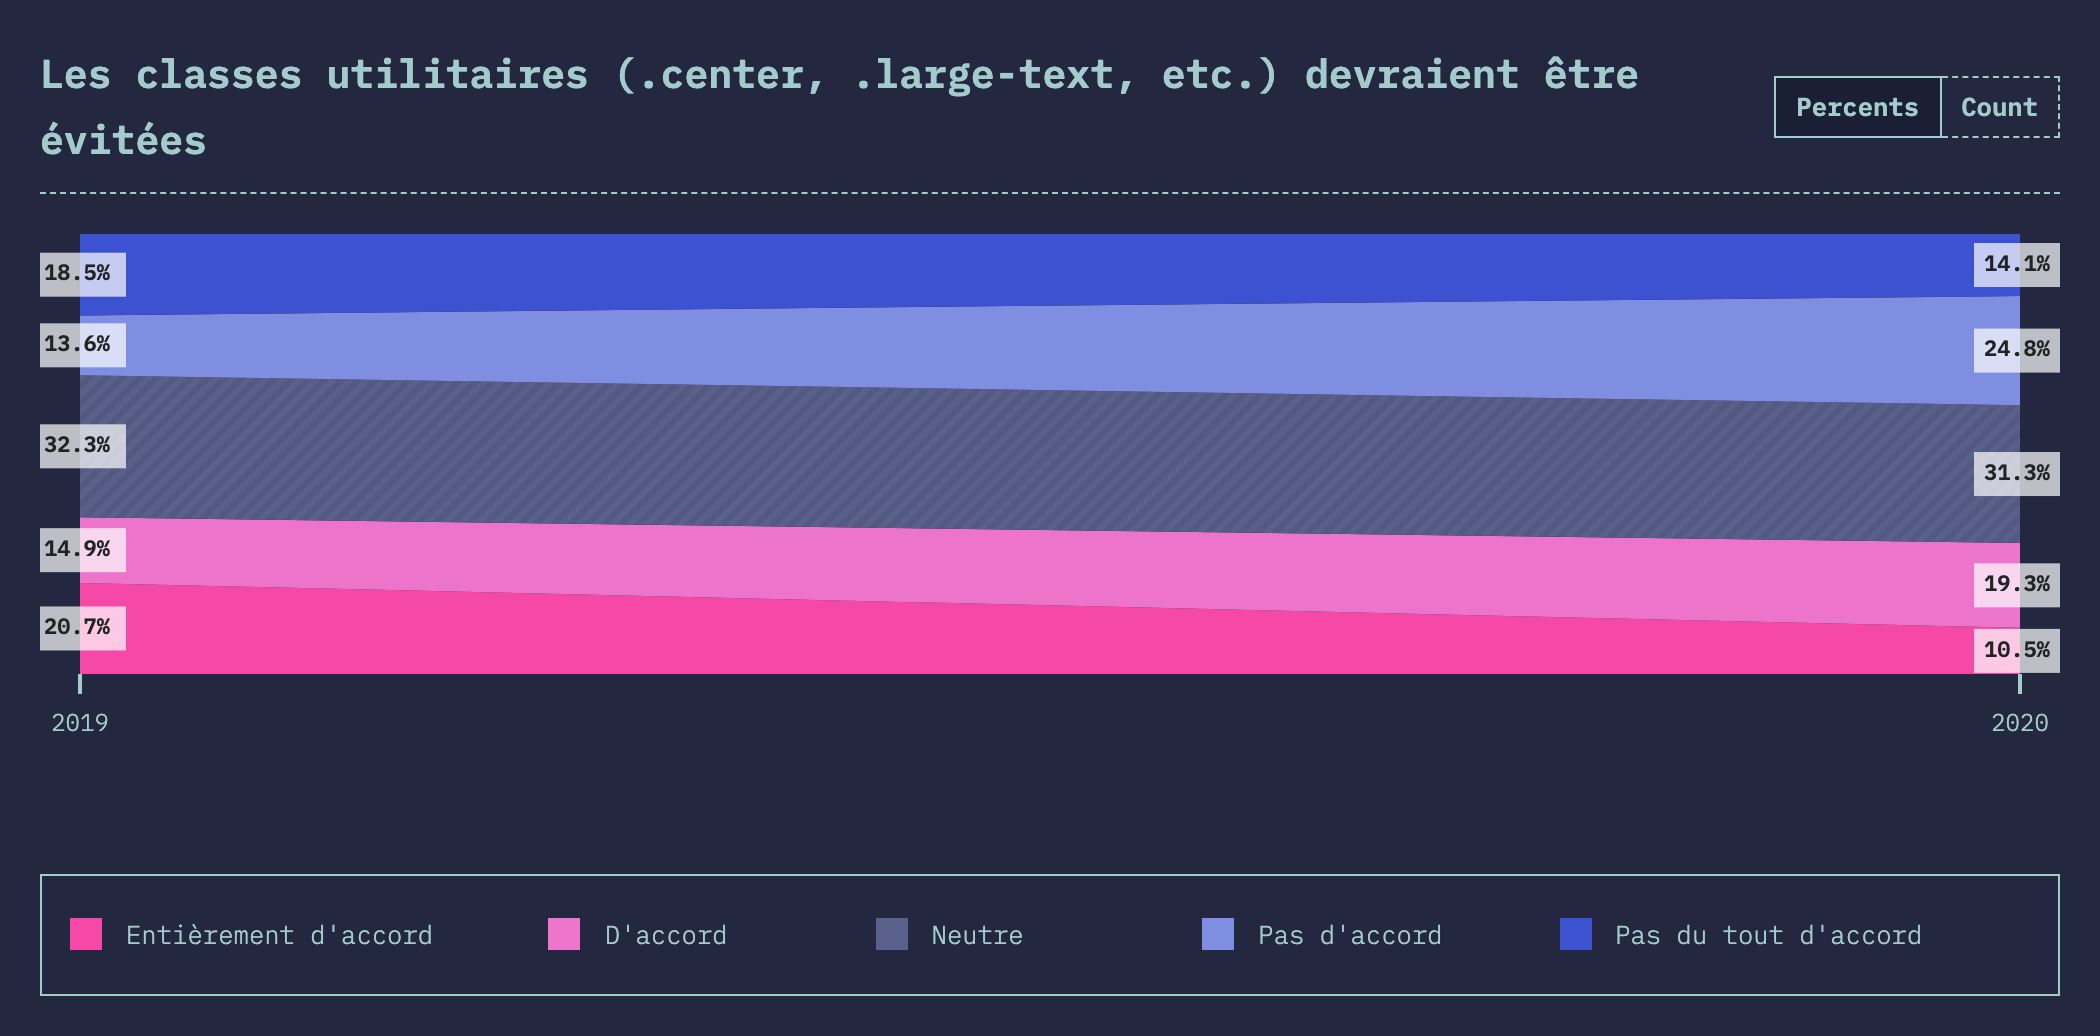 Les classes utilitaires (.center, .large-text, etc.) devraient être
évitées
Percents
Count
18.5%
14.1%
13.6%
24.8%
32.3%
31.3%
14.9%
19.3%
20.7%
10.5%
2019
2020
Entièrement d'accord
D'accord
Neutre
Pas d'accord
Pas du tout d'accord